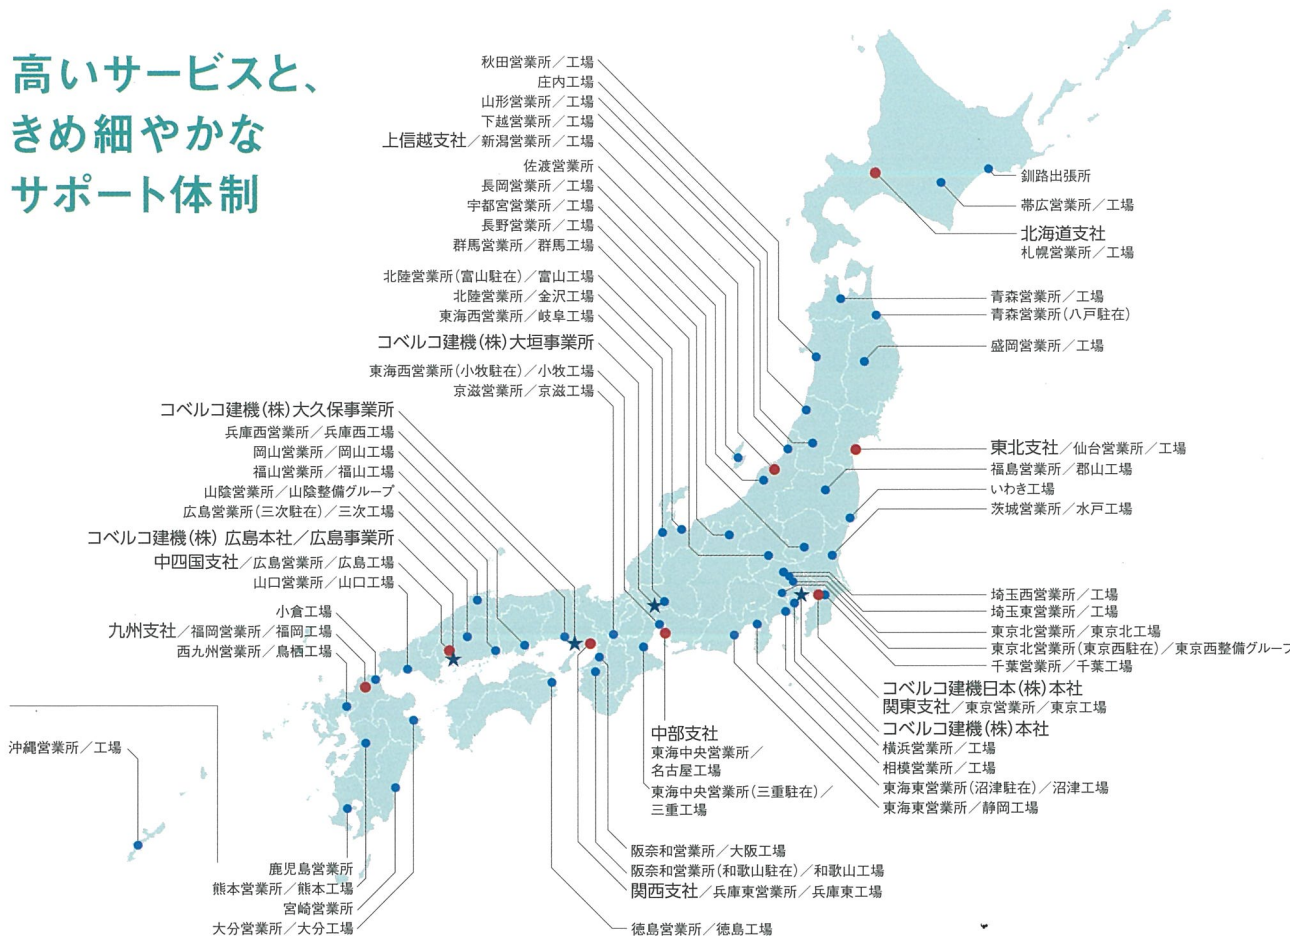 高いサービスと、
きめ細やかな
サポート体制
秋田営業所／工場
庄内工場
山形営業所／工場
下越営業所／工場
上信越支社／新潟営業所／工場
佐渡営業所
長岡営業所／工場
宇都宮営業所／工場
長野営業所／工場
群馬営業所／群馬工場
北陸営業所(富山駐在)／富山工場
北陸営業所／金沢工場
東海西営業所／岐阜工場
コベルコ建機(株)大垣事業所
東海西営業所(小牧駐在)／小牧工場
京滋営業所／京滋工場
コベルコ建機(株)大久保事業所
兵庫西営業所／兵庫西工場
岡山営業所／岡山工場
福山営業所／福山工場
山陰営業所／山陰整備グループ
広島営業所(三次駐在)／三次工場
コベルコ建機(株) 広島本社／広島事業所
中四国支社／広島営業所／広島工場
山口営業所／山口工場
小倉工場
九州支社／福岡営業所／福岡工場
西九州営業所／鳥栖工場
沖縄営業所／工場
鹿児島営業所
熊本営業所／熊本工場
宮崎営業所
大分営業所／大分工場
釧路出張所
帯広営業所／工場
北海道支社
札幌営業所／工場
青森営業所／工場
青森営業所(八戸駐在)
盛岡営業所／工場
東北支社／仙台営業所／工場
福島営業所／郡山工場
いわき工場
茨城営業所／水戸工場
埼玉西営業所／工場
埼玉東営業所／工場
東京北営業所／東京北工場
東京北営業所(東京西駐在)／東京西整備グループ
千葉営業所／千葉工場
コベルコ建機日本(株)本社
関東支社／東京営業所／東京工場
コベルコ建機(株)本社
横浜営業所／工場
相模営業所／工場
東海東営業所(沼津駐在)／沼津工場
東海東営業所／静岡工場
中部支社
東海中央営業所／
名古屋工場
東海中央営業所(三重駐在)／
三重工場
阪奈和営業所／大阪工場
阪奈和営業所(和歌山駐在)／和歌山工場
関西支社／兵庫東営業所／兵庫東工場
徳島営業所／徳島工場